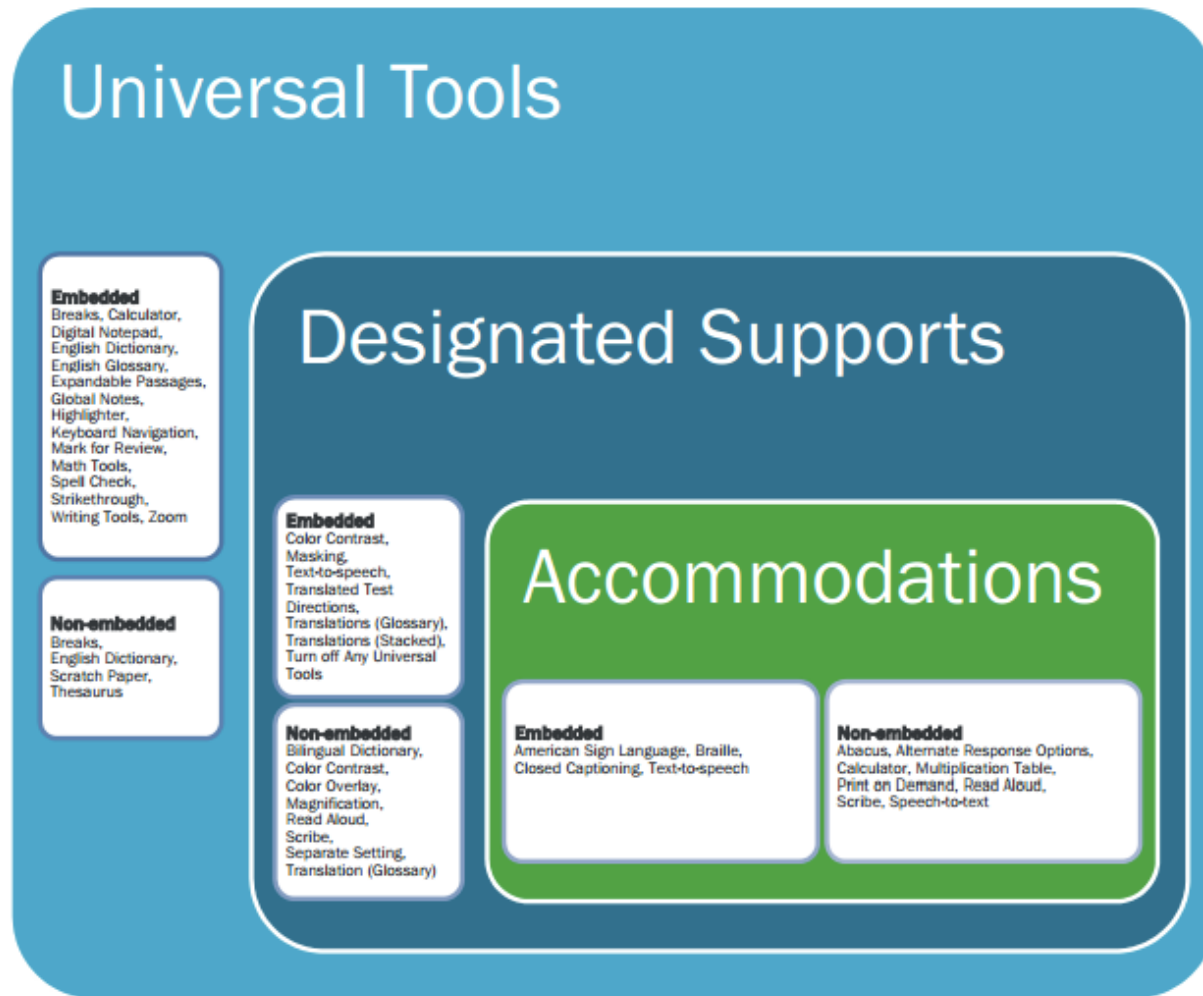 Universal Tools
Embedded
Breaks, Calculator,
Digital Notepad,
English Dictionary,
English Glossary,
Expandable Passages,
Global Notes,
Highlighter,
Keyboard Navigation,
Mark for Review,
Math Tools,
Spell Check,
Strikethrough,
Writing Tools, Zoom
Non-embedded
Breaks,
English Dictionary,
Scratch Paper,
Thesaurus
Designated Supports
Embedded
Color Contrast,
Masking,
Text-to-speech,
Translated Test
Directions,
Translations (Glossary),
Translations (Stacked),
Turn off Any Universal
Tools
Non-embedded
Bilingual Dictionary,
Color Contrast,
Color Overlay,
Magnification,
Read Aloud,
Scribe,
Separate Setting,
Translation (Glossary)
Accommodations
Embedded
American Sign Language, Braille,
Closed Captioning, Text-to-speech
Non-embedded
Abacus, Alternate Response Options,
Calculator, Multiplication Table,
Print on Demand, Read Aloud,
Scribe, Speech-to-text